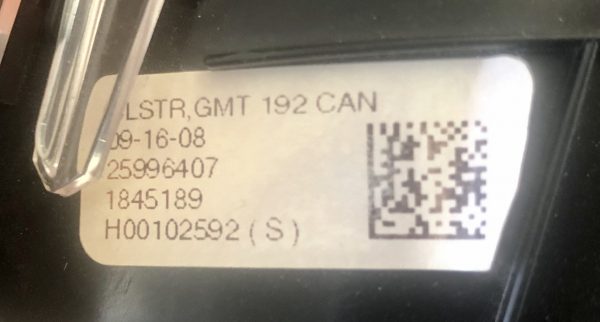 LSTR,GMT 192 CAN
09-16-08
25996407
1845189
H00102592 ( S )